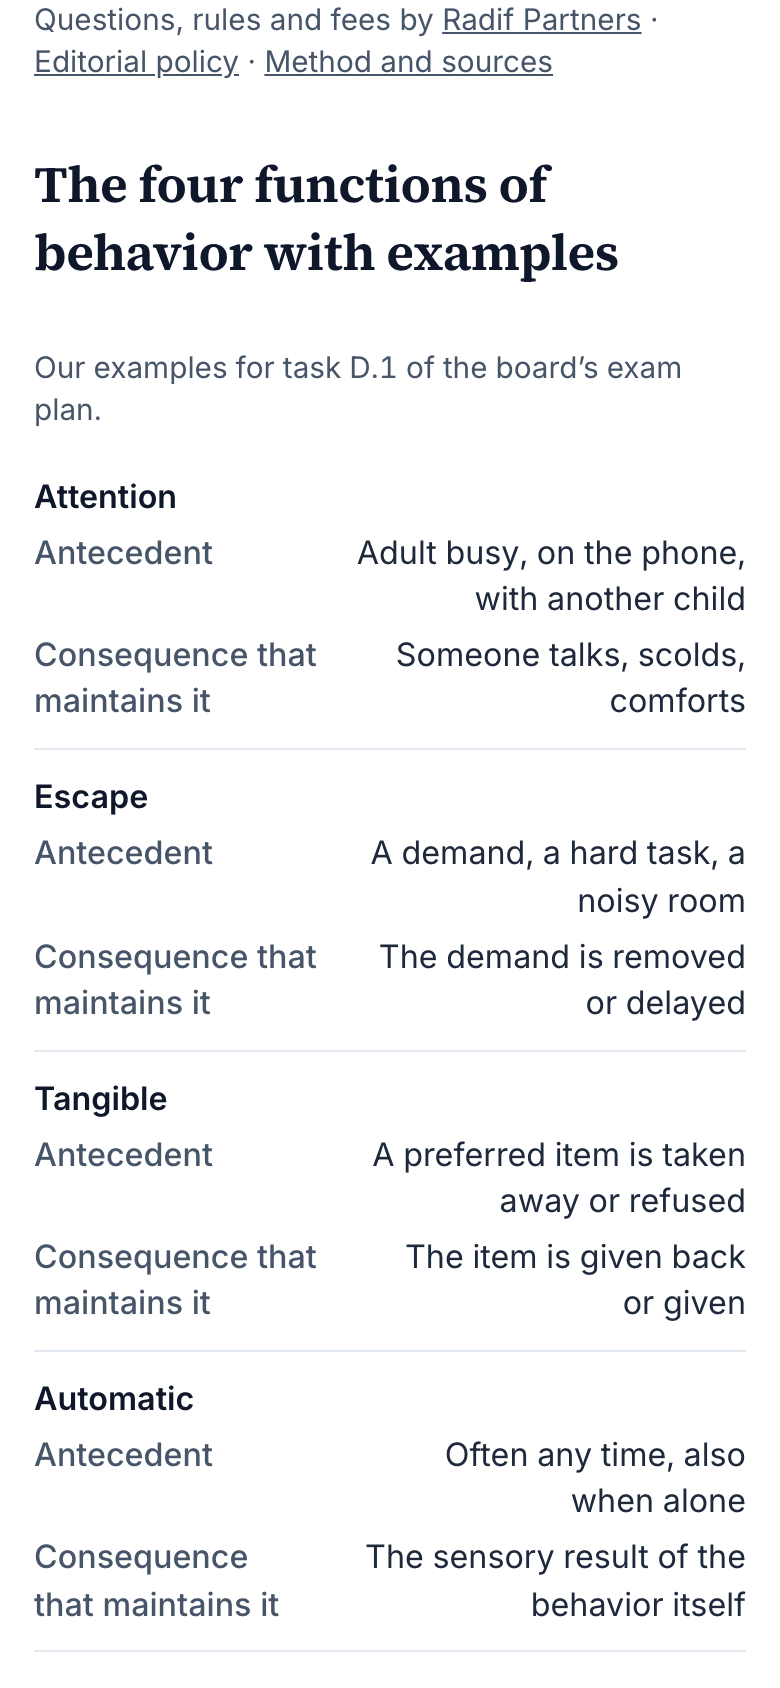 Questions, rules and fees by Radif Partners ·
Editorial policy · Method and sources
The four functions of
behavior with examples
Our examples for task D.1 of the board’s exam
plan.
Attention
Antecedent Adult busy, on the phone,
with another child
Consequence that Someone talks, scolds,
maintains it comforts
Escape
Antecedent A demand, a hard task, a
noisy room
Consequence that The demand is removed
maintains it or delayed
Tangible
Antecedent A preferred item is taken
away or refused
Consequence that The item is given back
maintains it or given
Automatic
Antecedent Often any time, also
when alone
Consequence The sensory result of the
that maintains it behavior itself